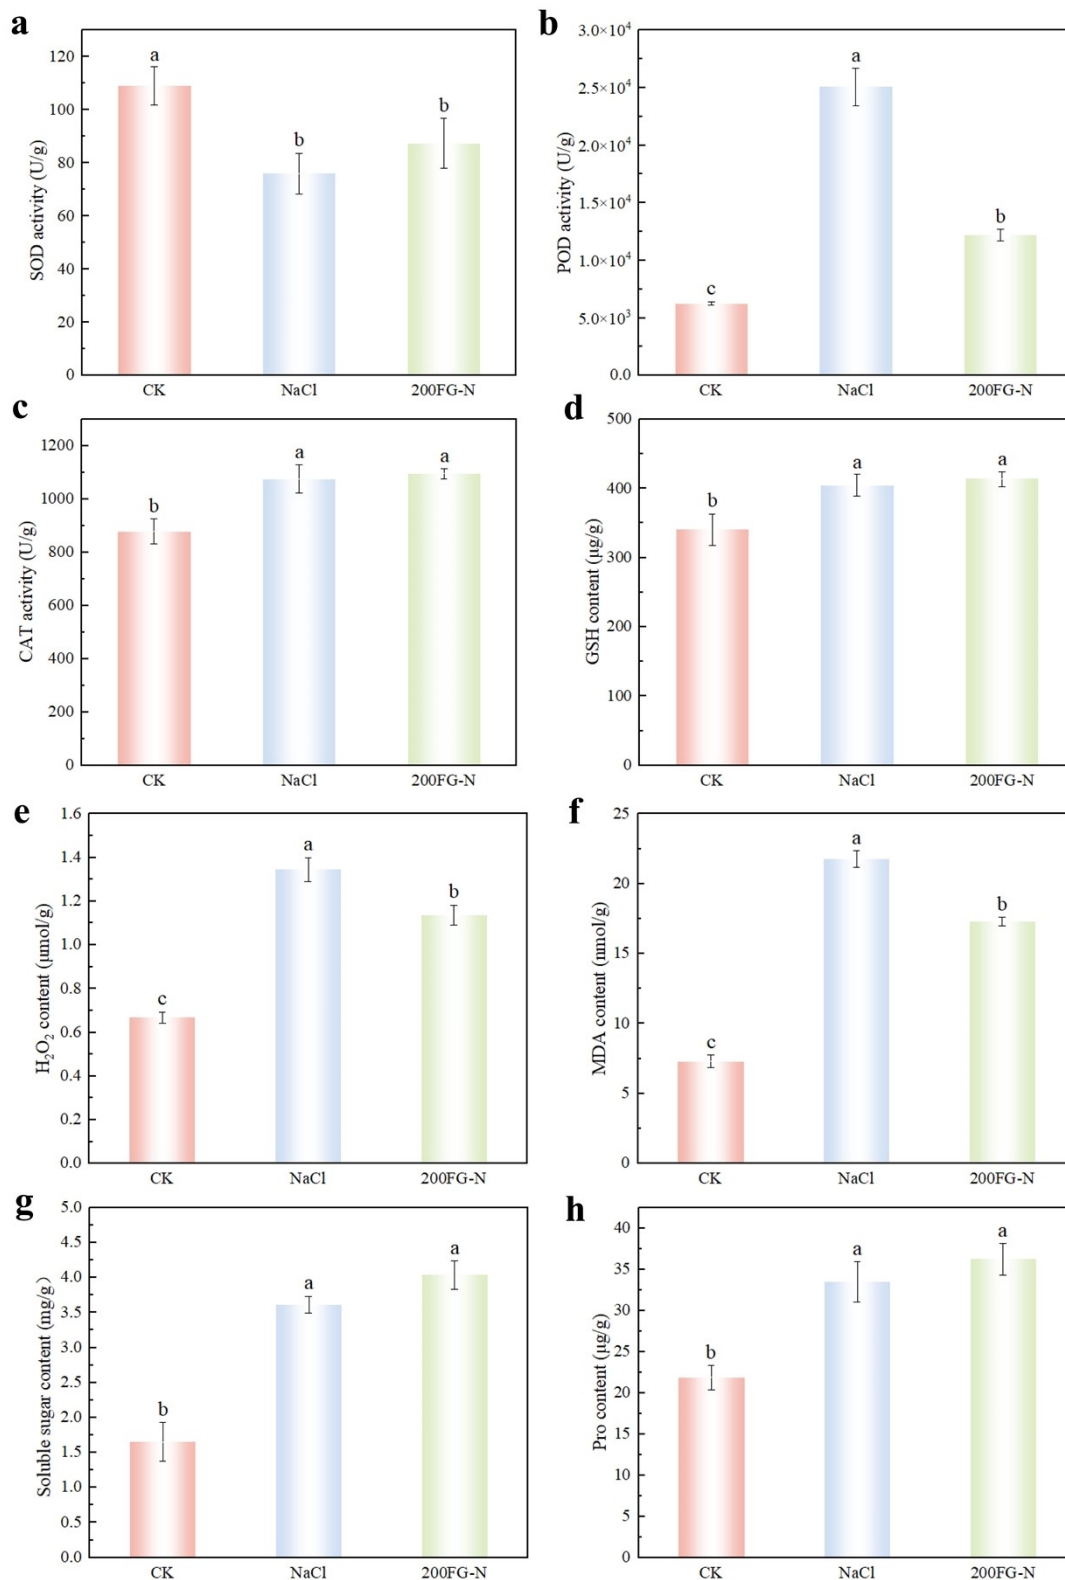 a
SOD activity (U/g)
120
100
80
60
40
20
0
a
b
b
CK NaCl 200FG-N
b
POD activity (U/g)
3.0×10⁴
2.5×10⁴
1.5×10⁴
1.0×10⁴
5.0×10³
0.0
c
a
b
CK NaCl 200FG-N
c
CAT activity (U/g)
1200
1000
800
600
400
200
0
b
a
a
CK NaCl 200FG-N
d
GSH content (μg/g)
500
400
300
200
100
0
b
a
a
CK NaCl 200FG-N
e
H₂O₂ content (μmol/g)
1.6
1.4
1.2
1.0
0.8
0.6
0.4
0.2
0.0
c
a
b
CK NaCl 200FG-N
f
MDA content (nmol/g)
25
20
15
10
5
0
c
a
b
CK NaCl 200FG-N
g
Soluble sugar content (mg/g)
5.0
4.5
4.0
3.5
3.0
2.5
2.0
1.5
1.0
0.5
0.0
b
a
a
CK NaCl 200FG-N
h
Pro content (μg/g)
40
35
30
25
20
15
10
5
0
b
a
a
CK NaCl 200FG-N